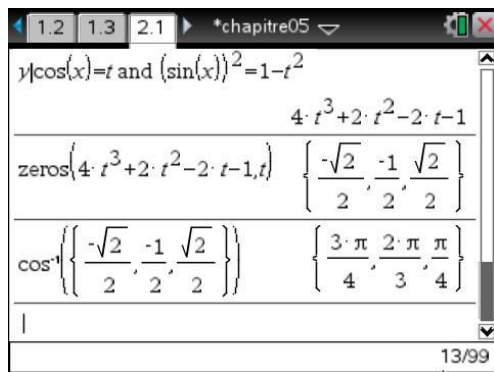 1.2 1.3 2.1 *chapitre05
y|cos(x)=t and (sin(x))²=1−t²
4·t³+2·t²−2·t−1
zeros(4·t³+2·t²−2·t−1,t) {-√2/2, -1/2, √2/2}
cos⁻¹({-√2/2, -1/2, √2/2}) {3·π/4, 2·π/3, π/4}
13/99